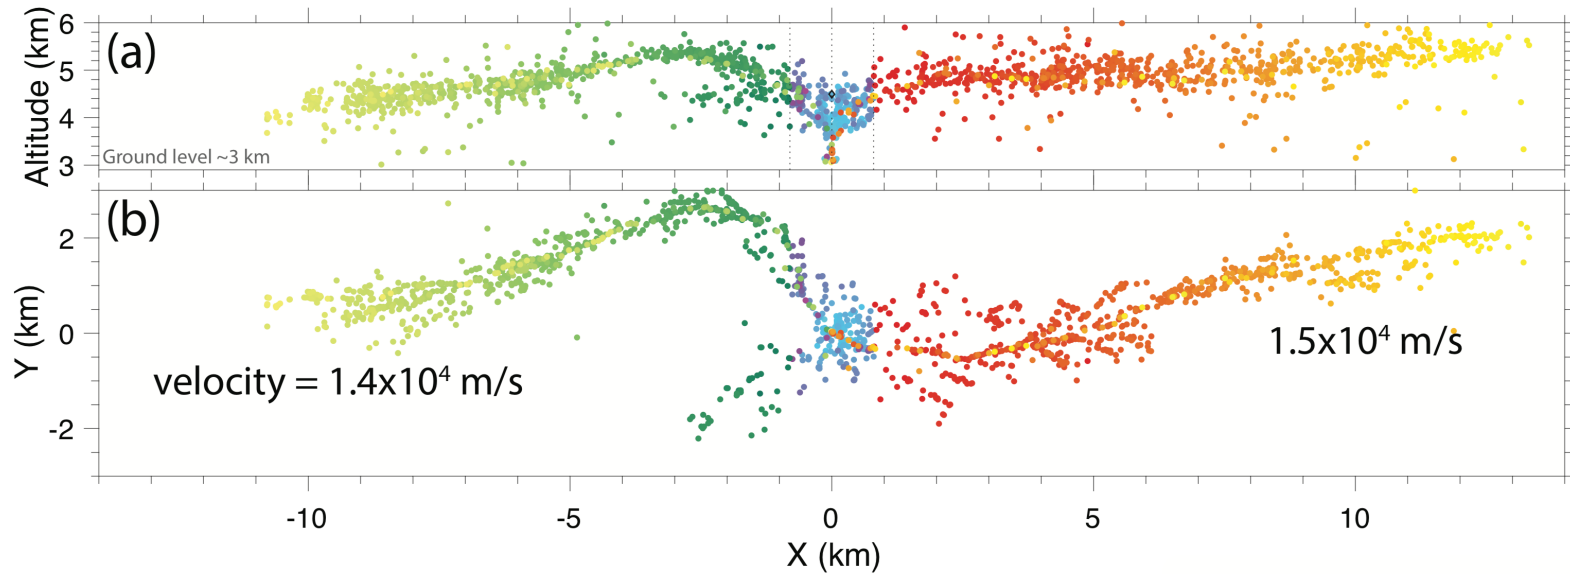 (a)
Altitude (km)
6
5
4
3
Ground level ~3 km
(b)
Y (km)
2
0
-2
velocity = 1.4x10⁴ m/s
1.5x10⁴ m/s
-10 -5 0 5 10
X (km)